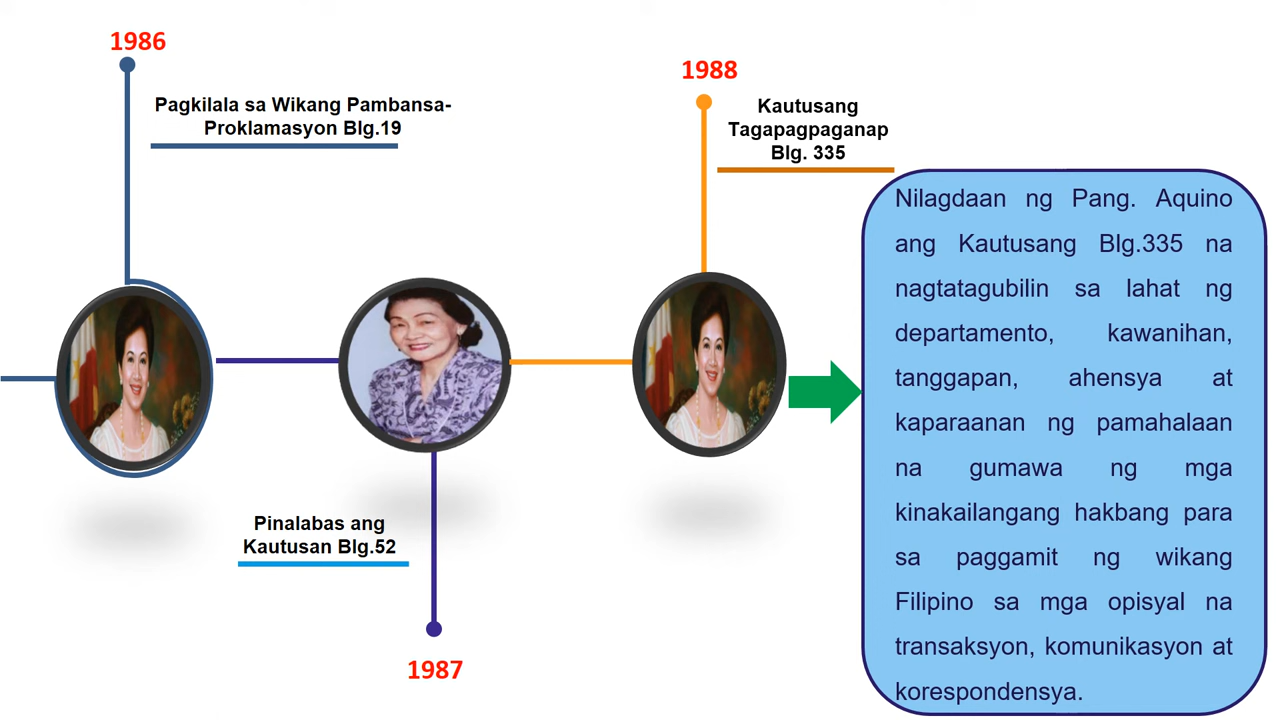 1986
Pagkilala sa Wikang Pambansa-
Proklamasyon Blg.19
Pinalabas ang
Kautusan Blg.52
1987
1988
Kautusang
Tagapagpaganap
Blg. 335
Nilagdaan ng Pang. Aquino
ang Kautusang Blg.335 na
nagtatagubilin sa lahat ng
departamento, kawanihan,
tanggapan, ahensya at
kaparaanan ng pamahalaan
na gumawa ng mga
kinakailangang hakbang para
sa paggamit ng wikang
Filipino sa mga opisyal na
transaksyon, komunikasyon at
korespondensya.